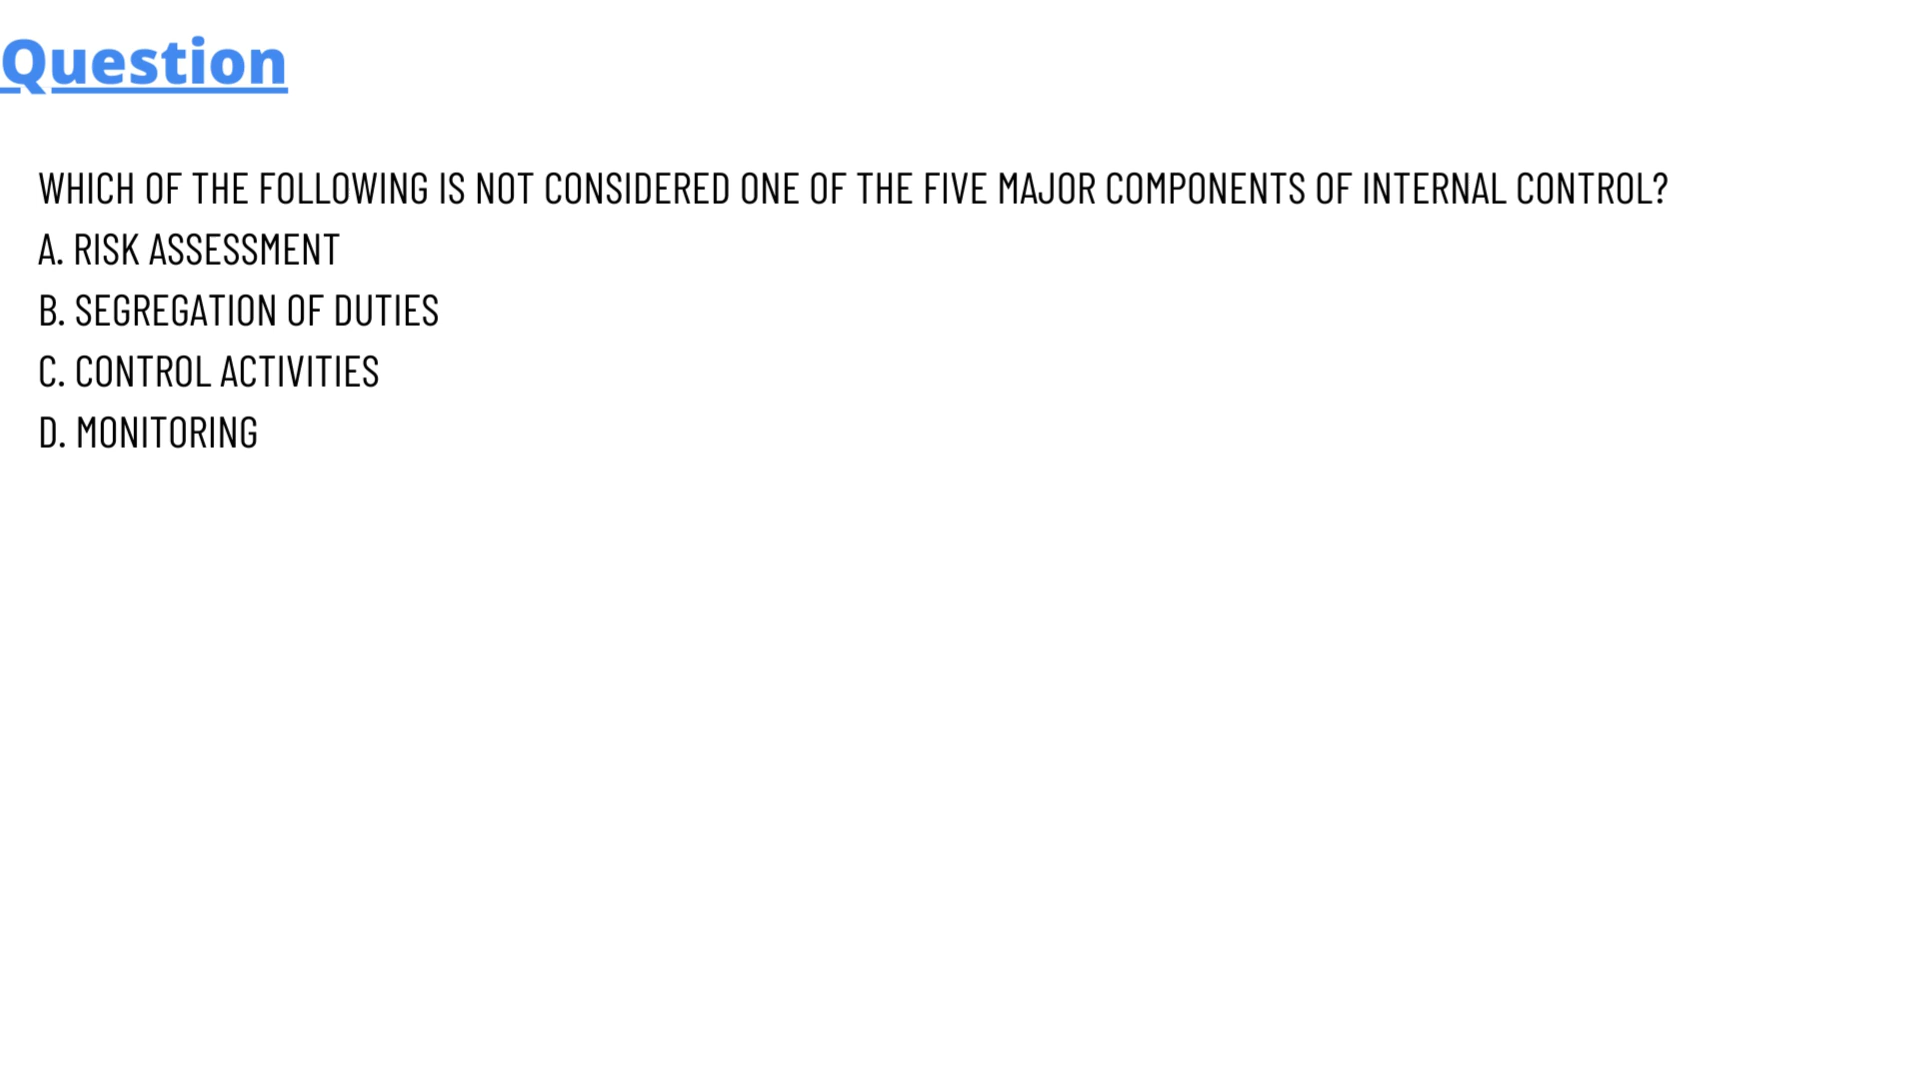 Question
WHICH OF THE FOLLOWING IS NOT CONSIDERED ONE OF THE FIVE MAJOR COMPONENTS OF INTERNAL CONTROL?
A. RISK ASSESSMENT
B. SEGREGATION OF DUTIES
C. CONTROL ACTIVITIES
D. MONITORING